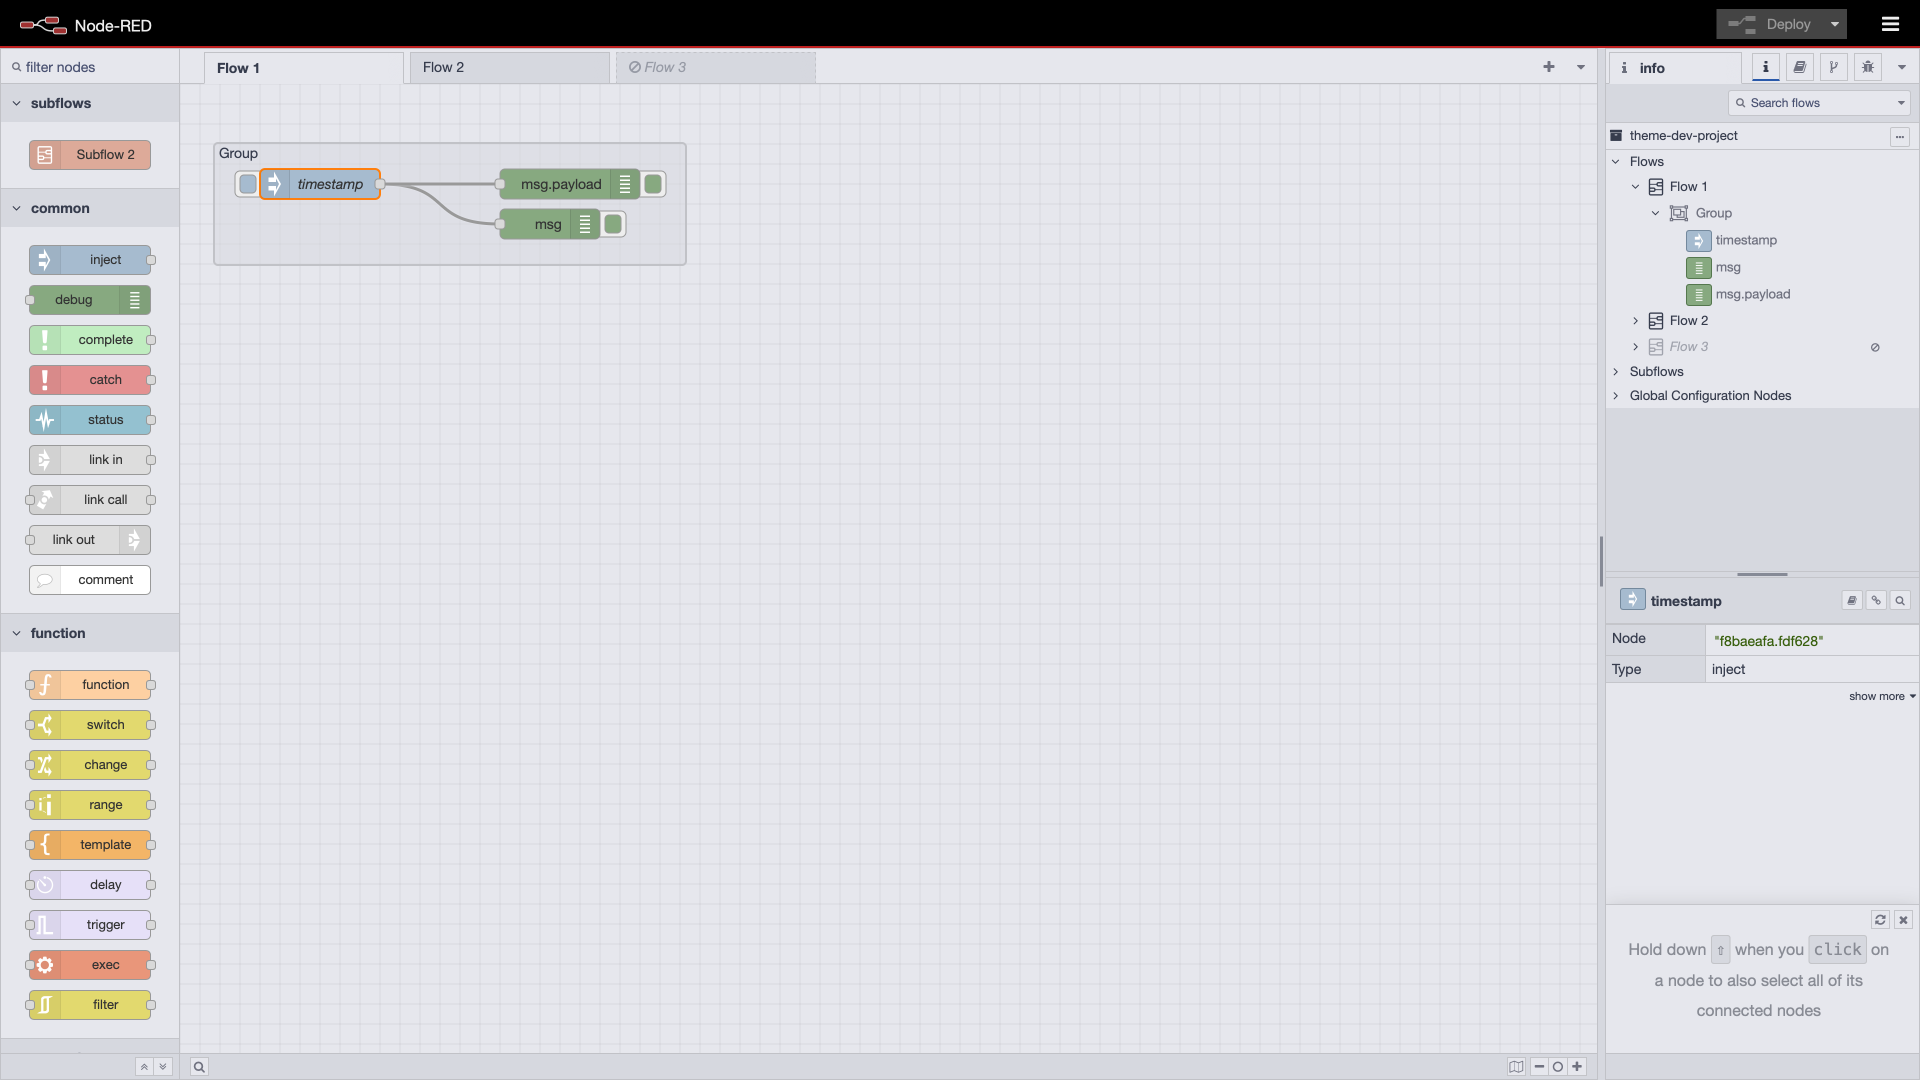 Node-RED
Deploy
filter nodes
Flow 1
Flow 2
Flow 3
info
Search flows
subflows
Subflow 2
common
inject
debug
complete
catch
status
link in
link call
link out
comment
function
function
switch
change
range
template
delay
trigger
exec
filter
Group
timestamp
msg.payload
msg
theme-dev-project
Flows
Flow 1
Group
timestamp
msg
msg.payload
Flow 2
Flow 3
Subflows
Global Configuration Nodes
timestamp
Node "f8baeafa.fdf628"
Type inject
show more
Hold down ⇧ when you click on
a node to also select all of its
connected nodes